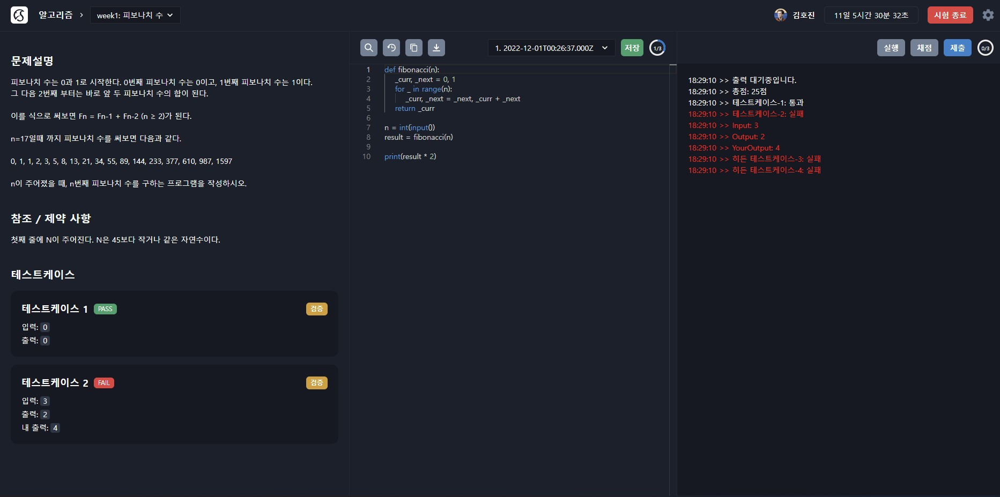 알고리즘
week1: 피보나치 수
김호진
11일 5시간 30분 32초
시험 종료
문제설명
피보나치 수는 0과 1로 시작한다. 0번째 피보나치 수는 0이고, 1번째 피보나치 수는 1이다.
그 다음 2번째 부터는 바로 앞 두 피보나치 수의 합이 된다.
이를 식으로 써보면 Fn = Fn-1 + Fn-2 (n ≥ 2)가 된다.
n=17일때 까지 피보나치 수를 써보면 다음과 같다.
0, 1, 1, 2, 3, 5, 8, 13, 21, 34, 55, 89, 144, 233, 377, 610, 987, 1597
n이 주어졌을 때, n번째 피보나치 수를 구하는 프로그램을 작성하시오.
참조 / 제약 사항
첫째 줄에 N이 주어진다. N은 45보다 작거나 같은 자연수이다.
테스트케이스
테스트케이스 1 PASS 검증
입력: 0
출력: 0
테스트케이스 2 FAIL 검증
입력: 3
출력: 2
내 출력: 4
1. 2022-12-01T00:26:37.000Z
저장
1/3
1 def fibonacci(n):
2 _curr, _next = 0, 1
3 for _ in range(n):
4 _curr, _next = _next, _curr + _next
5 return _curr
6
7 n = int(input())
8 result = fibonacci(n)
9
10 print(result * 2)
실행
채점
제출
0/3
18:29:10 >> 출력 대기중입니다.
18:29:10 >> 총점: 25점
18:29:10 >> 테스트케이스-1: 통과
18:29:10 >> 테스트케이스-2: 실패
18:29:10 >> Input: 3
18:29:10 >> Output: 2
18:29:10 >> YourOutput: 4
18:29:10 >> 히든 테스트케이스-3: 실패
18:29:10 >> 히든 테스트케이스-4: 실패